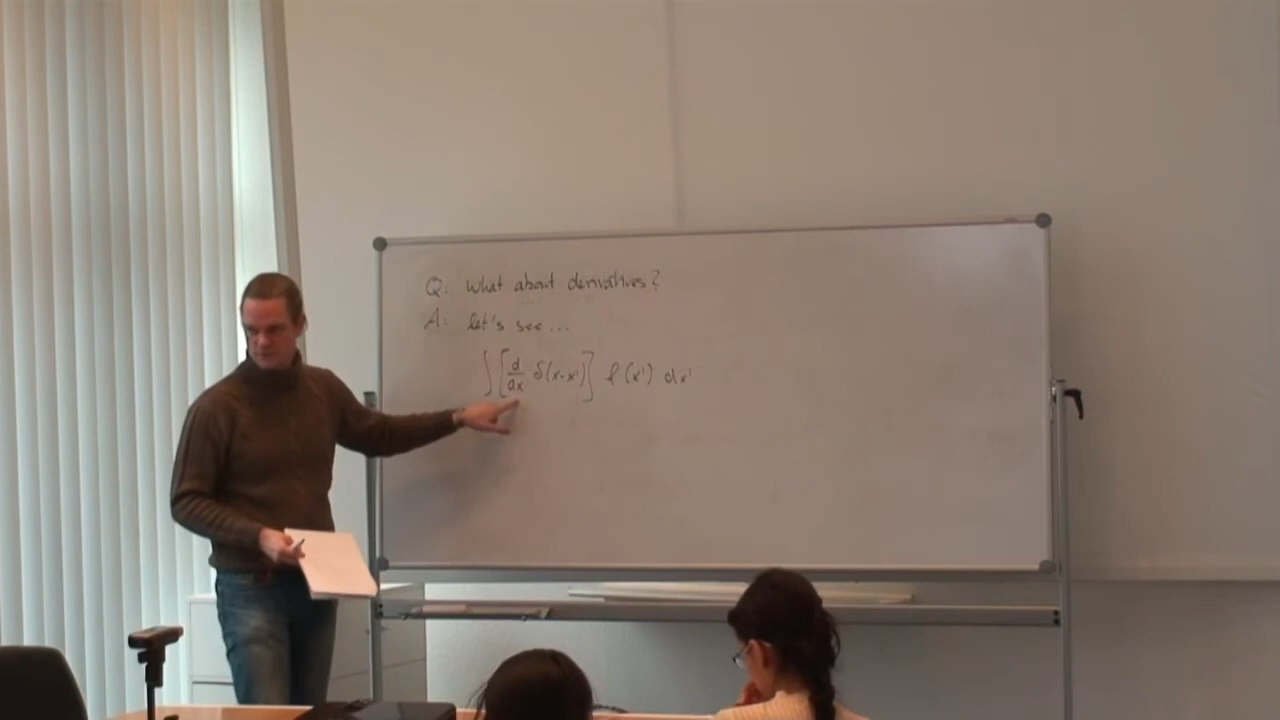 Q: What about derivatives?
A: let's see...
∫ [d/dx δ(x-x')] f(x') dx'